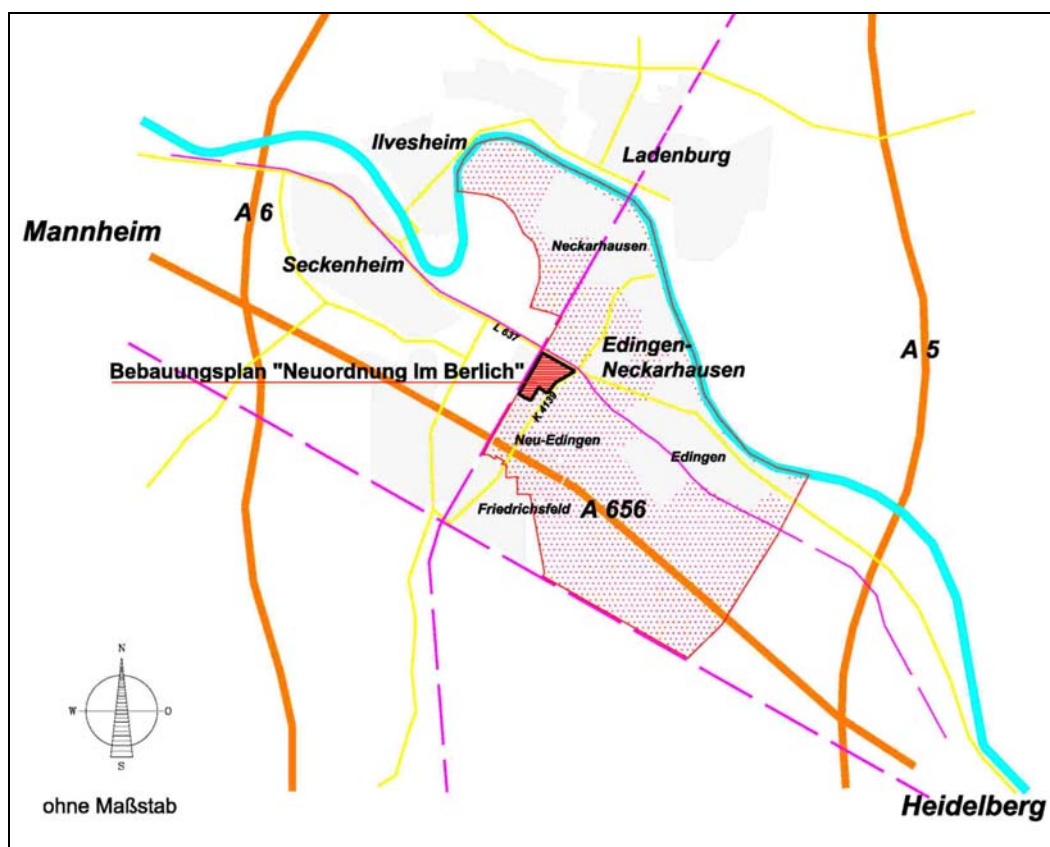 Ilvesheim
Ladenburg
A 6
Mannheim
Neckarhausen
Seckenheim
L 637
Edingen-
Neckarhausen
A 5
Bebauungsplan "Neuordnung Im Berlich"
K 4139
Neu-Edingen
Edingen
Friedrichsfeld
A 656
N
W
O
S
ohne Maßstab
Heidelberg